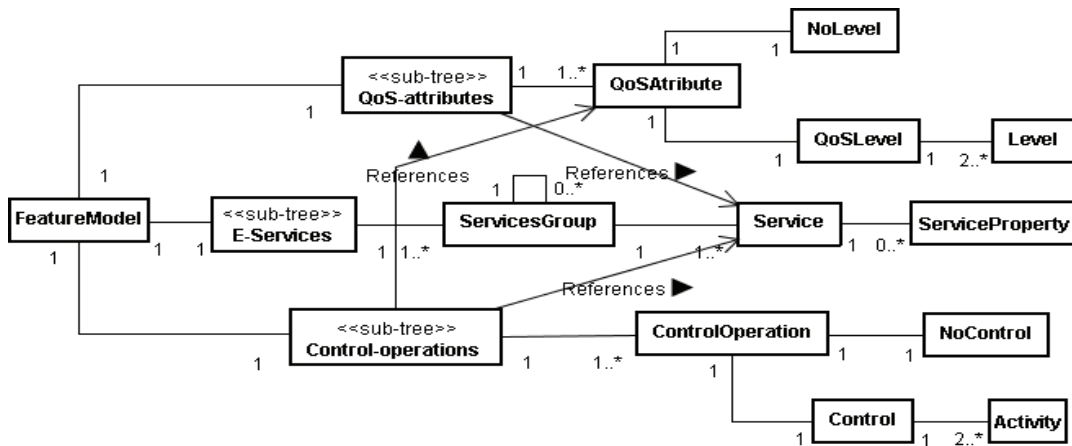 NoLevel
1
1
<<sub-tree>>
QoS-attributes
1
1..*
QoSAtribute
1
1
1
QoSLevel
1
2..*
Level
1
1
References
References
FeatureModel
1
1
<<sub-tree>>
E-Services
1
1..*
1
0..*
ServicesGroup
1
1..*
Service
1
0..*
ServiceProperty
1
References
<<sub-tree>>
Control-operations
1
1
1..*
ControlOperation
1
1
NoControl
1
1
Control
1
2..*
Activity